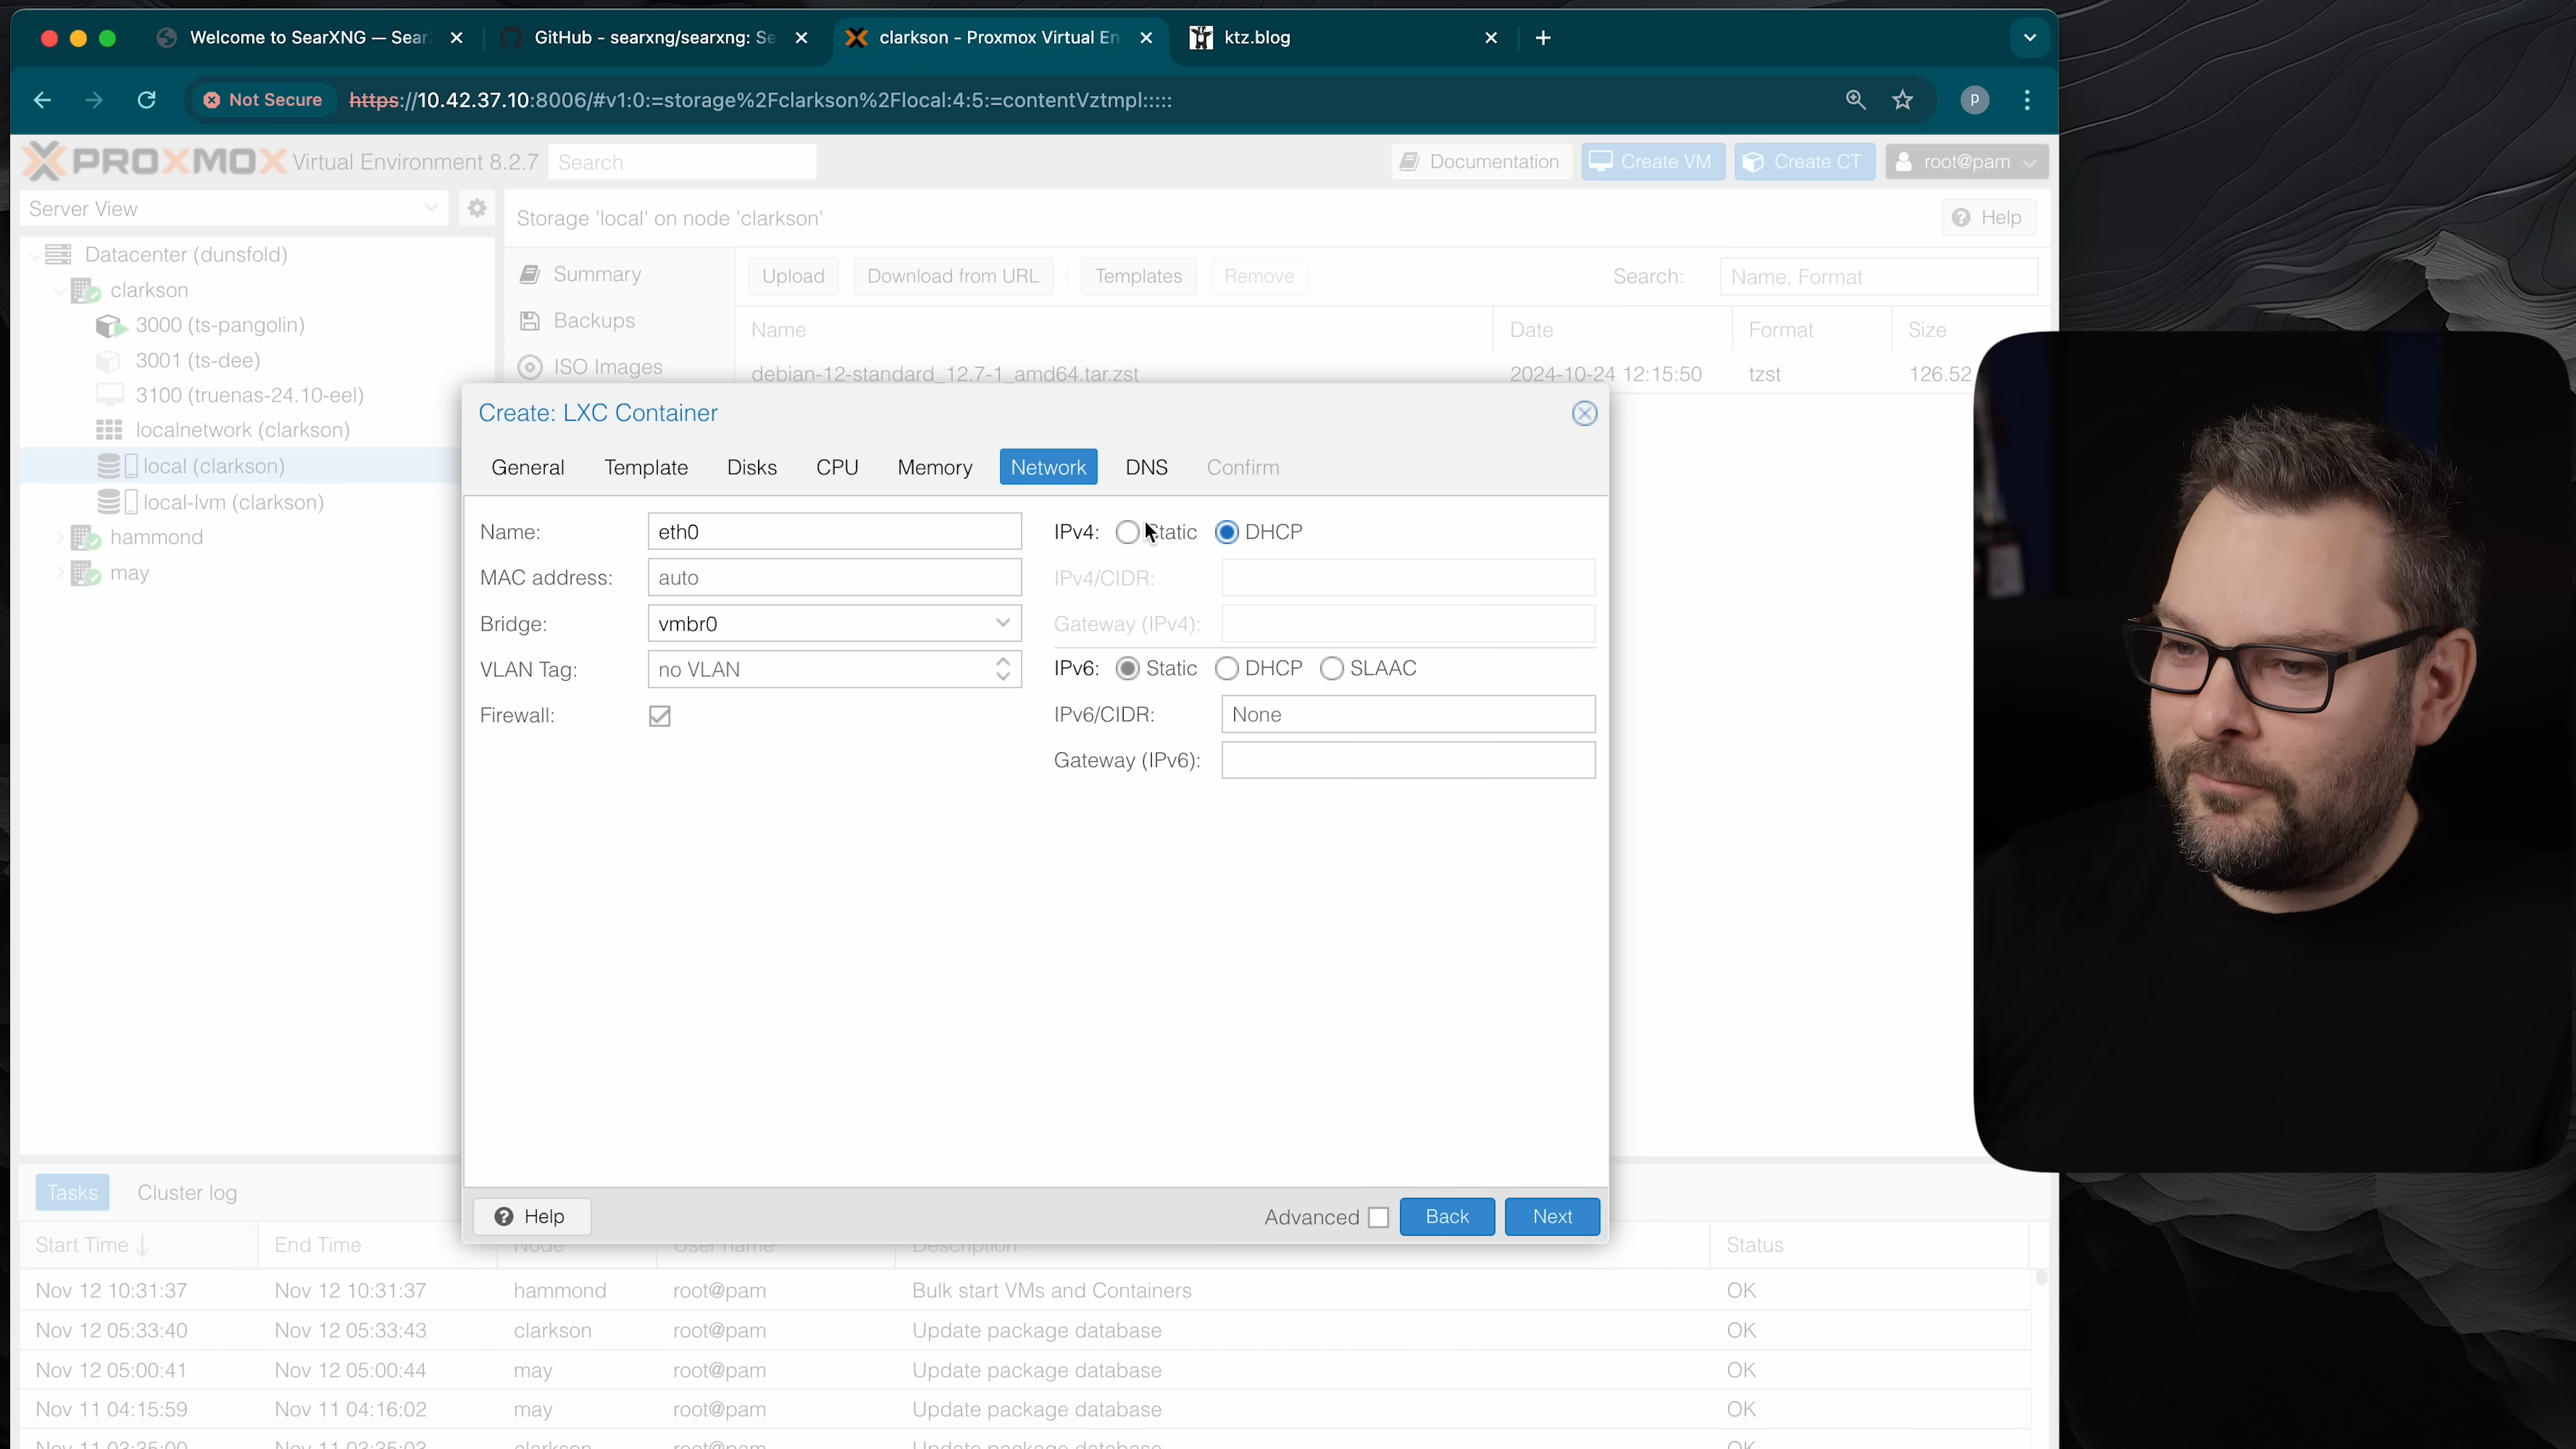 Welcome to SearXNG — Sear
GitHub - searxng/searxng: Se
clarkson - Proxmox Virtual En
ktz.blog
Not Secure
https://10.42.37.10:8006/#v1:0:=storage%2Fclarkson%2Flocal:4:5:=contentVztmpl:::::
P
PROXMOX Virtual Environment 8.2.7
Search
Documentation
Create VM
Create CT
root@pam
Server View
Storage 'local' on node 'clarkson'
Help
Datacenter (dunsfold)
clarkson
3000 (ts-pangolin)
3001 (ts-dee)
3100 (truenas-24.10-eel)
localnetwork (clarkson)
local (clarkson)
local-lvm (clarkson)
hammond
may
Summary
Backups
ISO Images
Upload
Download from URL
Templates
Remove
Search:
Name, Format
Name
Date
Format
Size
debian-12-standard_12.7-1_amd64.tar.zst
2024-10-24 12:15:50
tzst
126.52
Create: LXC Container
General
Template
Disks
CPU
Memory
Network
DNS
Confirm
Name:
eth0
MAC address:
auto
Bridge:
vmbr0
VLAN Tag:
no VLAN
Firewall:
IPv4:
Static
DHCP
IPv4/CIDR:
Gateway (IPv4):
IPv6:
Static
DHCP
SLAAC
IPv6/CIDR:
None
Gateway (IPv6):
Help
Advanced
Back
Next
Tasks
Cluster log
Start Time
End Time
Node
User name
Description
Status
Nov 12 10:31:37
Nov 12 10:31:37
hammond
root@pam
Bulk start VMs and Containers
OK
Nov 12 05:33:40
Nov 12 05:33:43
clarkson
root@pam
Update package database
OK
Nov 12 05:00:41
Nov 12 05:00:44
may
root@pam
Update package database
OK
Nov 11 04:15:59
Nov 11 04:16:02
may
root@pam
Update package database
OK